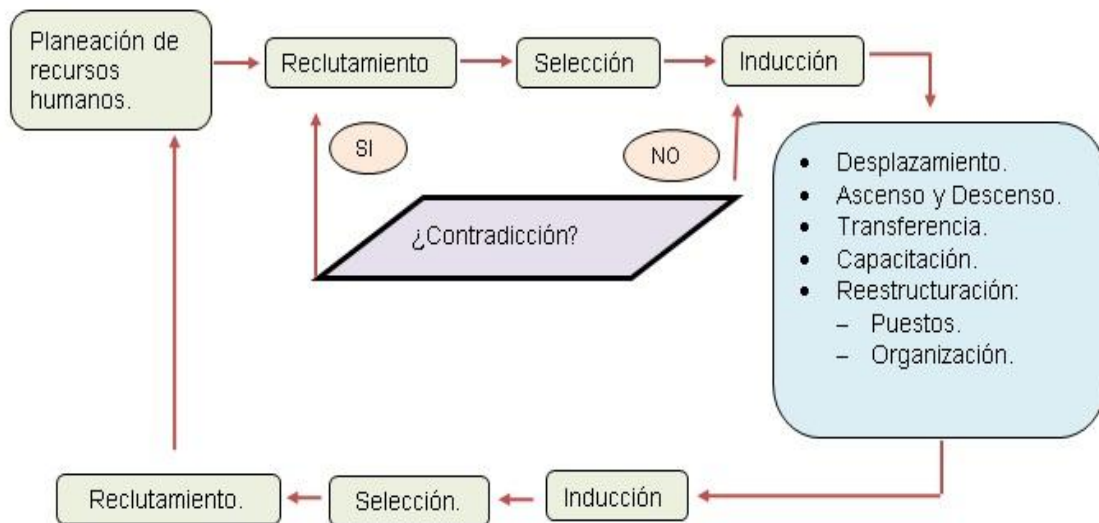 Planeación de
recursos
humanos.
Reclutamiento
Selección
Inducción
SI
NO
¿Contradicción?
• Desplazamiento.
• Ascenso y Descenso.
• Transferencia.
• Capacitación.
• Reestructuración:
– Puestos.
– Organización.
Reclutamiento.
Selección.
Inducción